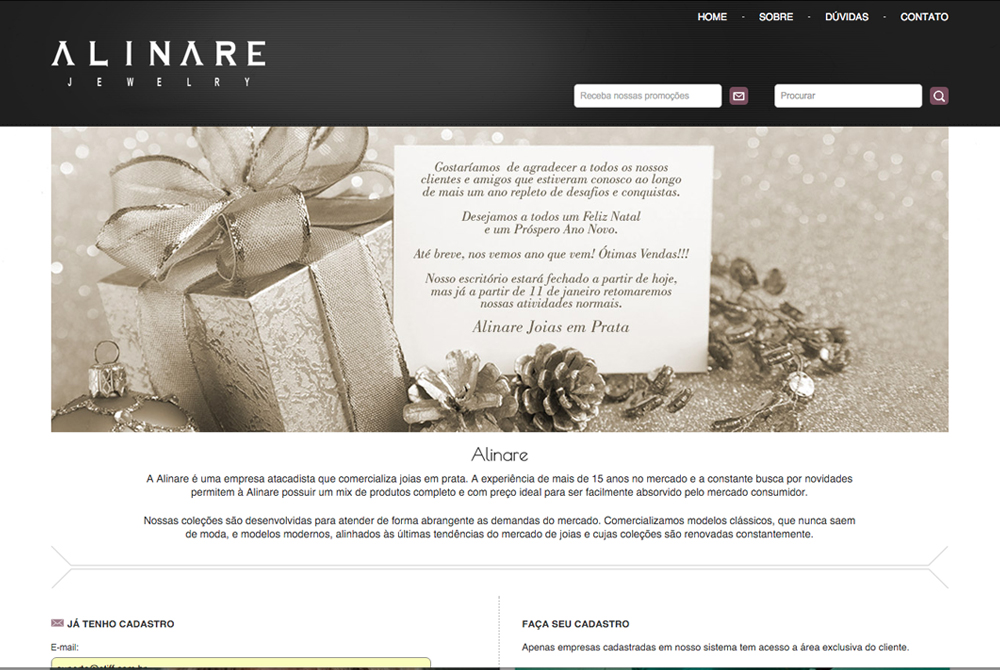 HOME - SOBRE - DÚVIDAS - CONTATO
ALINARE
JEWELRY
Receba nossas promoções
Procurar
Gostaríamos de agradecer a todos os nossos
clientes e amigos que estiveram conosco ao longo
de mais um ano repleto de desafios e conquistas.
Desejamos a todos um Feliz Natal
e um Próspero Ano Novo.
Até breve, nos vemos ano que vem! Ótimas Vendas!!!
Nosso escritório estará fechado a partir de hoje,
mas já a partir de 11 de janeiro retomaremos
nossas atividades normais.
Alinare Joias em Prata
Alinare
A Alinare é uma empresa atacadista que comercializa joias em prata. A experiência de mais de 15 anos no mercado e a constante busca por novidades
permitem à Alinare possuir um mix de produtos completo e com preço ideal para ser facilmente absorvido pelo mercado consumidor.
Nossas coleções são desenvolvidas para atender de forma abrangente as demandas do mercado. Comercializamos modelos clássicos, que nunca saem
de moda, e modelos modernos, alinhados às últimas tendências do mercado de joias e cujas coleções são renovadas constantemente.
JÁ TENHO CADASTRO
E-mail:
FAÇA SEU CADASTRO
Apenas empresas cadastradas em nosso sistema tem acesso a área exclusiva do cliente.